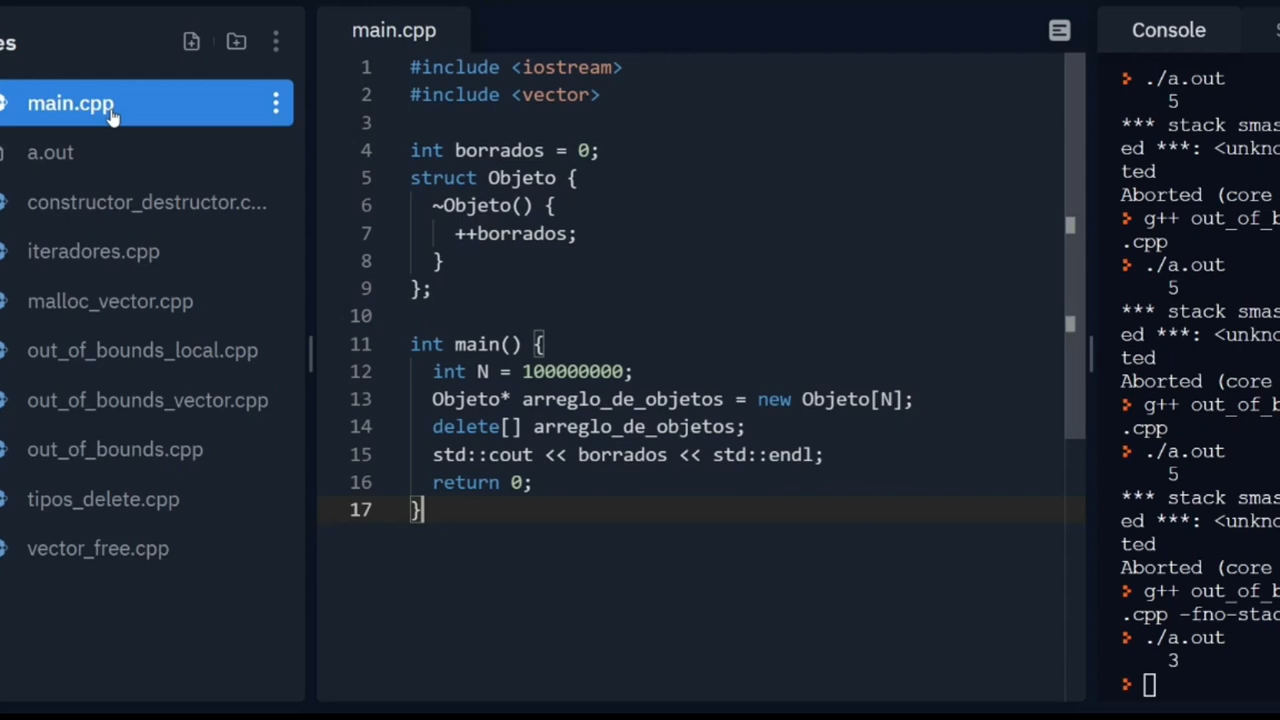 es
main.cpp
a.out
constructor_destructor.c...
iteradores.cpp
malloc_vector.cpp
out_of_bounds_local.cpp
out_of_bounds_vector.cpp
out_of_bounds.cpp
tipos_delete.cpp
vector_free.cpp
main.cpp
1 #include <iostream>
2 #include <vector>
3
4 int borrados = 0;
5 struct Objeto {
6 ~Objeto() {
7 ++borrados;
8 }
9 };
10
11 int main() {
12 int N = 100000000;
13 Objeto* arreglo_de_objetos = new Objeto[N];
14 delete[] arreglo_de_objetos;
15 std::cout << borrados << std::endl;
16 return 0;
17 }
Console
./a.out
5
*** stack smas
ed ***: <unkno
ted
Aborted (core
g++ out_of_b
.cpp
./a.out
5
*** stack smas
ed ***: <unkno
ted
Aborted (core
g++ out_of_b
.cpp
./a.out
5
*** stack smas
ed ***: <unkno
ted
Aborted (core
g++ out_of_b
.cpp -fno-stac
./a.out
3